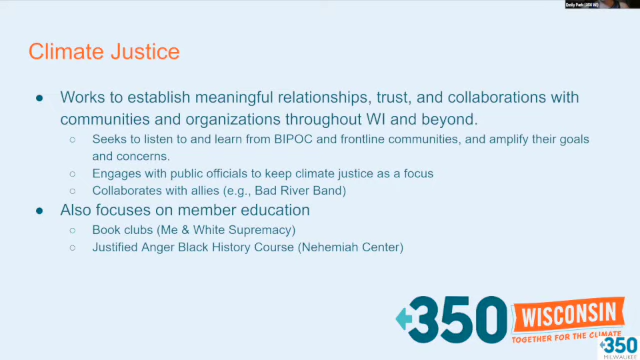 Climate Justice
● Works to establish meaningful relationships, trust, and collaborations with
communities and organizations throughout WI and beyond.
○ Seeks to listen to and learn from BIPOC and frontline communities, and amplify their goals
and concerns.
○ Engages with public officials to keep climate justice as a focus
○ Collaborates with allies (e.g., Bad River Band)
● Also focuses on member education
○ Book clubs (Me & White Supremacy)
○ Justified Anger Black History Course (Nehemiah Center)
350 WISCONSIN
TOGETHER FOR THE CLIMATE
350
MILWAUKEE